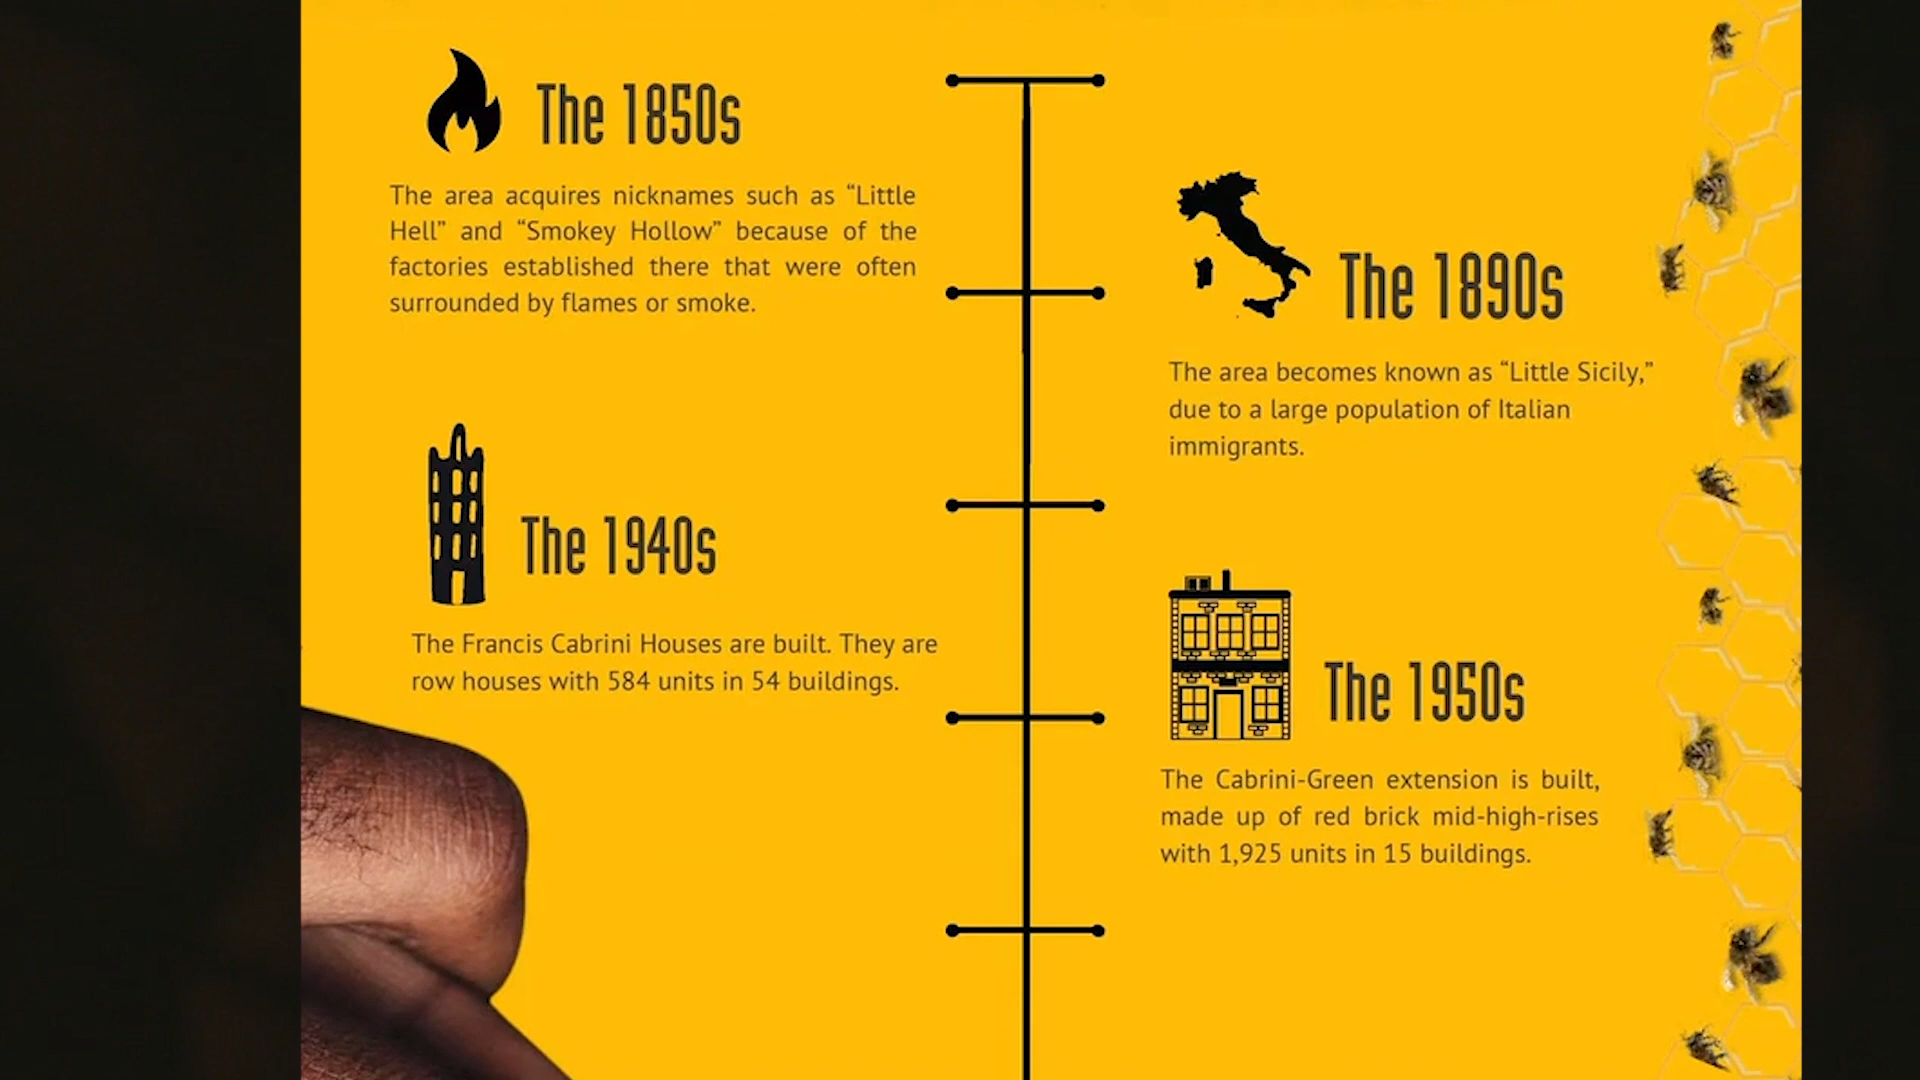 The 1850s
The area acquires nicknames such as “Little
Hell” and “Smokey Hollow” because of the
factories established there that were often
surrounded by flames or smoke.
The 1890s
The area becomes known as “Little Sicily,”
due to a large population of Italian
immigrants.
The 1940s
The Francis Cabrini Houses are built. They are
row houses with 584 units in 54 buildings.
The 1950s
The Cabrini-Green extension is built,
made up of red brick mid-high-rises
with 1,925 units in 15 buildings.